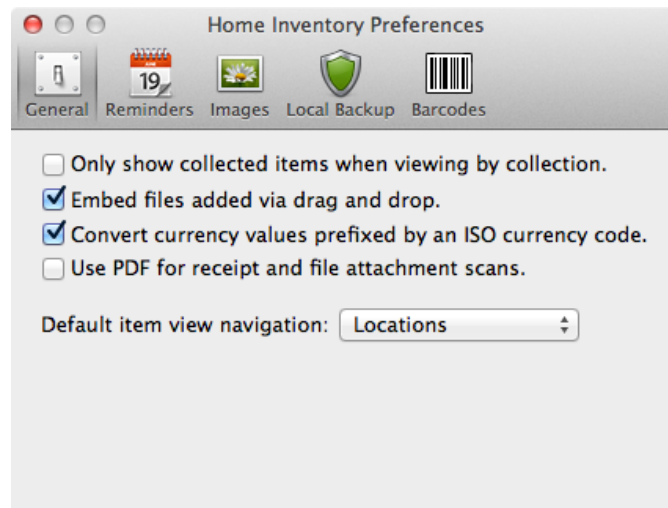 Home Inventory Preferences
JUNE
19
General Reminders Images Local Backup Barcodes
Only show collected items when viewing by collection.
Embed files added via drag and drop.
Convert currency values prefixed by an ISO currency code.
Use PDF for receipt and file attachment scans.
Default item view navigation: Locations